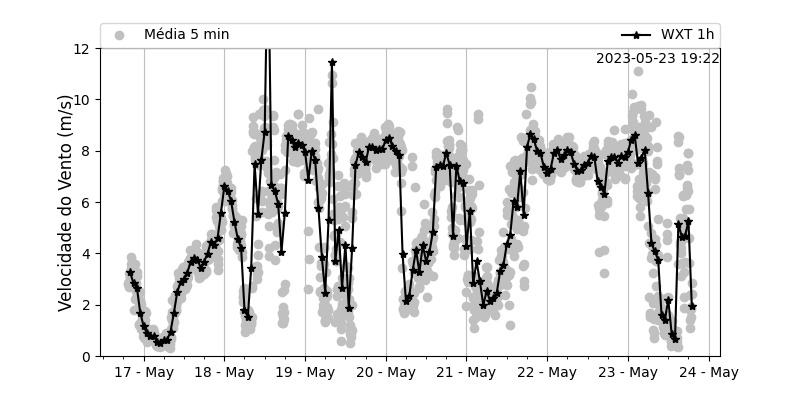 Média 5 min
WXT 1h
2023-05-23 19:22
Velocidade do Vento (m/s)
12
10
8
6
4
2
0
17 - May
18 - May
19 - May
20 - May
21 - May
22 - May
23 - May
24 - May